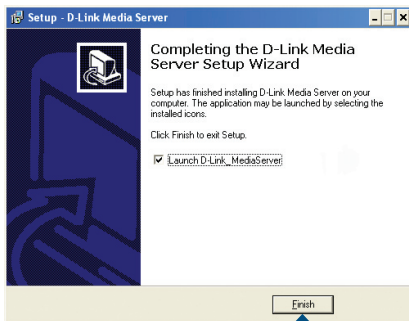 Setup - D-Link Media Server
Completing the D-Link Media
Server Setup Wizard
Setup has finished installing D-Link Media Server on your
computer. The application may be launched by selecting the
installed icons.
Click Finish to exit Setup.
Launch D-Link_MediaServer
Finish